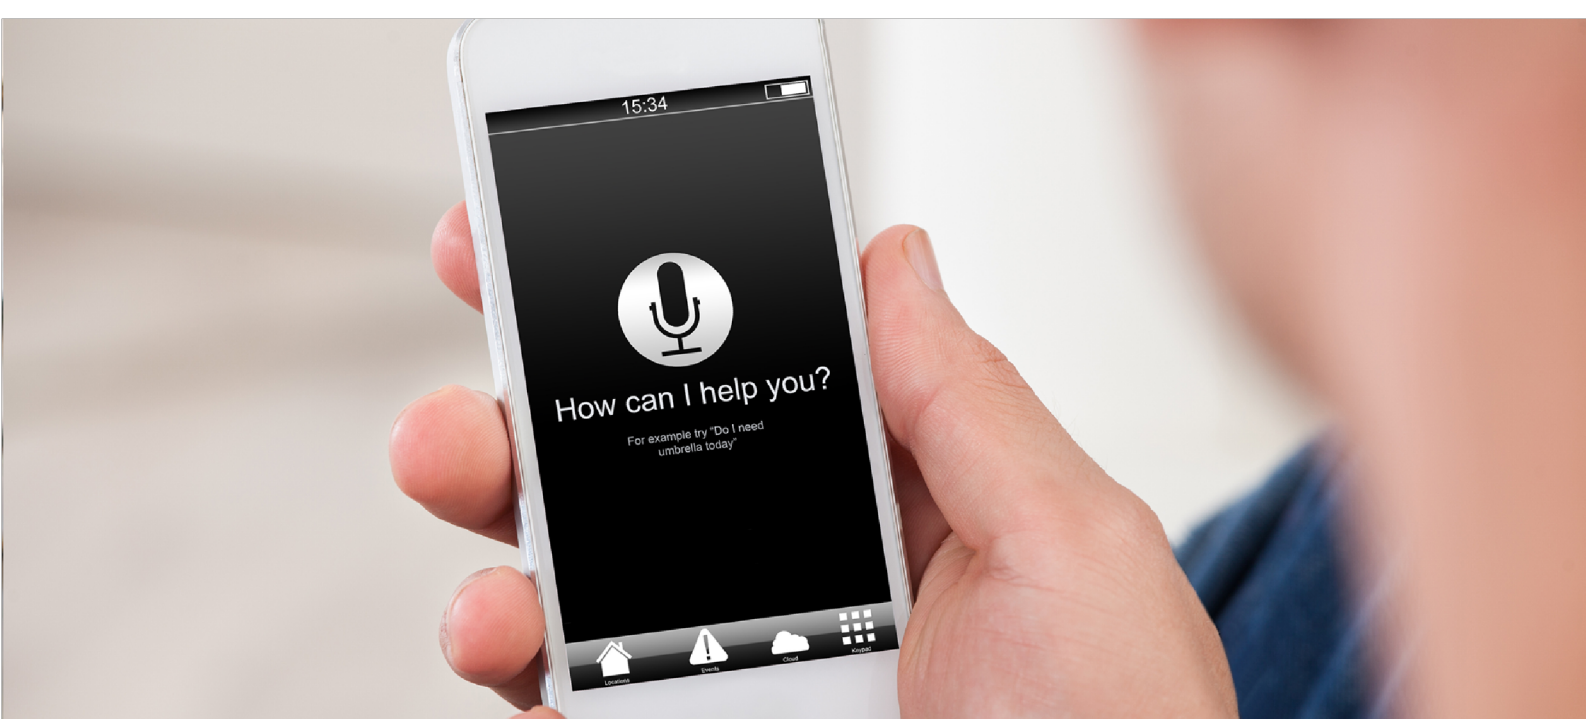 15:34
How can I help you?
For example try "Do I need
umbrella today"
Locations
Events
Cloud
Keypad